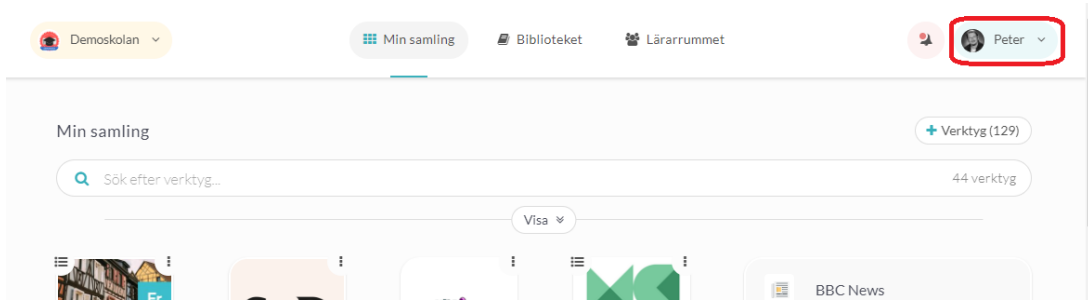 Demoskolan
Min samling
Biblioteket
Lärarrummet
Peter
Min samling
+ Verktyg (129)
Sök efter verktyg...
44 verktyg
Visa
Fr
BBC News